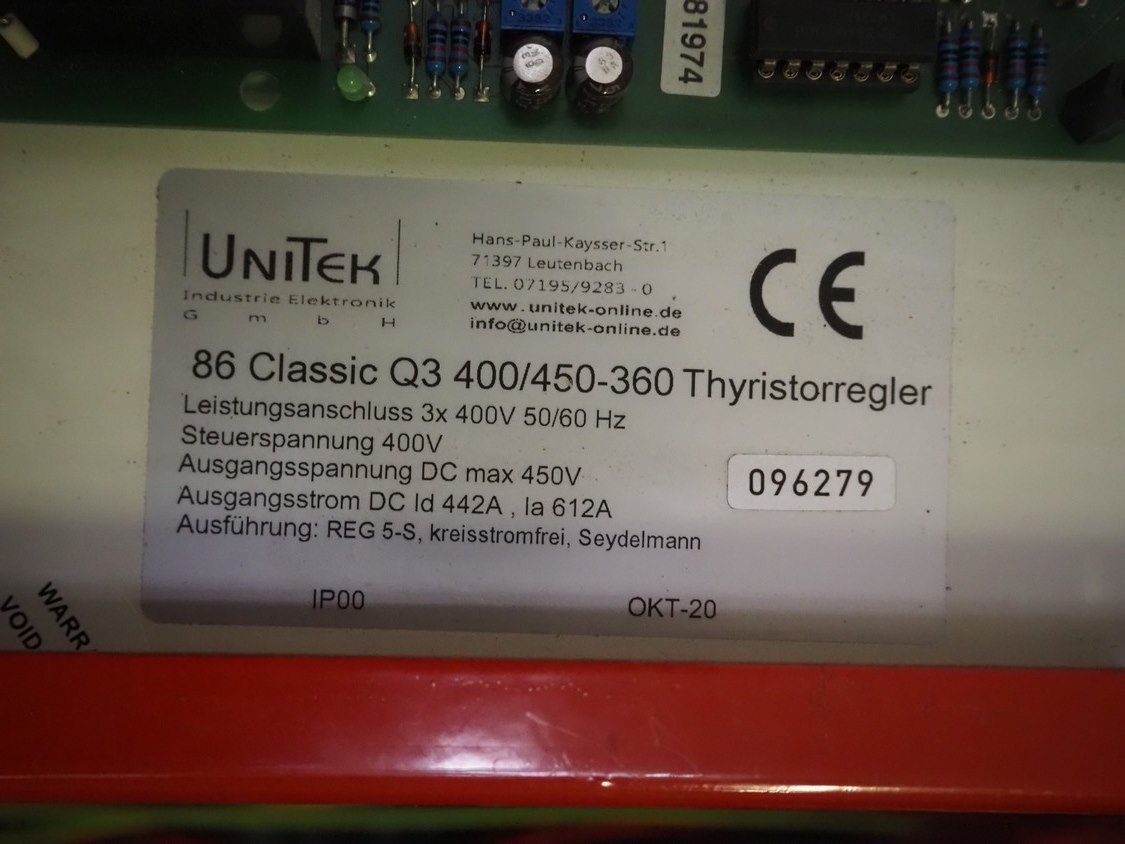 3392
81974
UNITEK
Industrie Elektronik
G m b H
Hans-Paul-Kaysser-Str.1
71397 Leutenbach
TEL. 07195/9283 - 0
www.unitek-online.de
info@unitek-online.de
CE
86 Classic Q3 400/450-360 Thyristorregler
Leistungsanschluss 3x 400V 50/60 Hz
Steuerspannung 400V
Ausgangsspannung DC max 450V
Ausgangsstrom DC Id 442A , Ia 612A
Ausführung: REG 5-S, kreisstromfrei, Seydelmann
096279
IP00
OKT-20
WARR
VOID